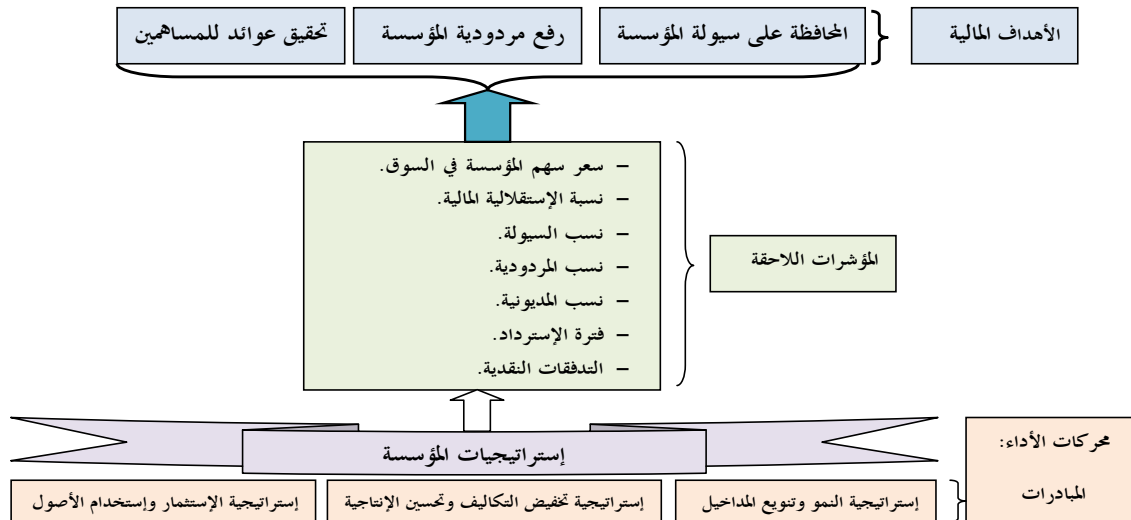 الأهداف المالية
المحافظة على سيولة المؤسسة
رفع مردودية المؤسسة
تحقيق عوائد للمساهمين
– سعر سهم المؤسسة في السوق.
– نسبة الإستقلالية المالية.
– نسب السيولة.
– نسب المردودية.
– نسب المديونية.
– فترة الإسترداد.
– التدفقات النقدية.
المؤشرات اللاحقة
إستراتيجيات المؤسسة
محركات الأداء:
المبادرات
إستراتيجية النمو وتنويع المداخيل
إستراتيجية تخفيض التكاليف وتحسين الإنتاجية
إستراتيجية الإستثمار وإستخدام الأصول